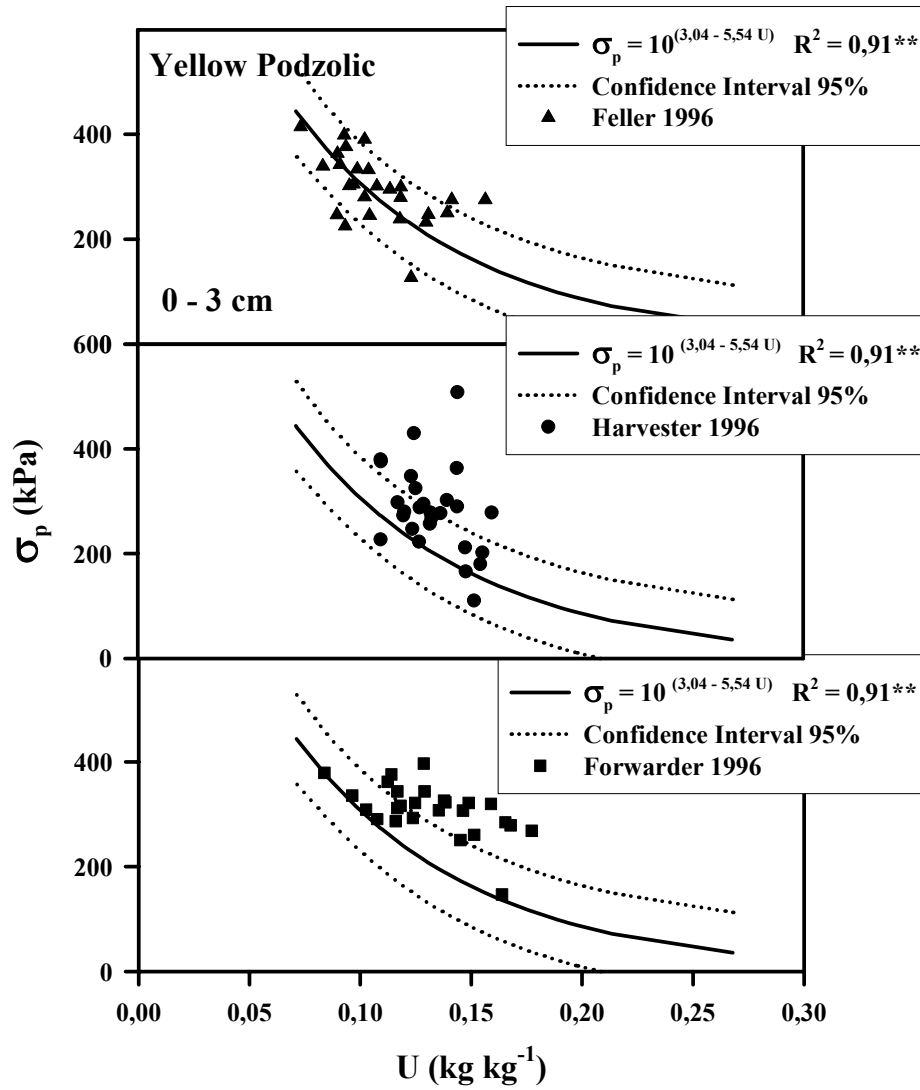 Yellow Podzolic
σp = 10(3,04 - 5,54 U) R2 = 0,91**
Confidence Interval 95%
Feller 1996
400
200
0 - 3 cm
600
σp = 10 (3,04 - 5,54 U) R2 = 0,91**
Confidence Interval 95%
Harvester 1996
400
200
0
σp (kPa)
σp = 10 (3,04 - 5,54 U) R2 = 0,91**
Confidence Interval 95%
Forwarder 1996
400
200
0
0,00 0,05 0,10 0,15 0,20 0,25 0,30
U (kg kg-1)